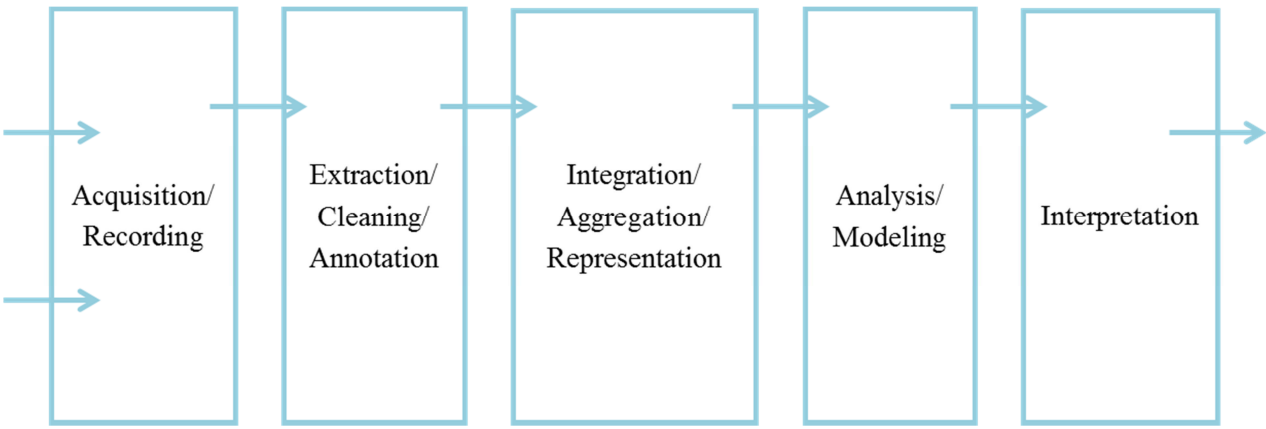 Acquisition/
Recording
Extraction/
Cleaning/
Annotation
Integration/
Aggregation/
Representation
Analysis/
Modeling
Interpretation